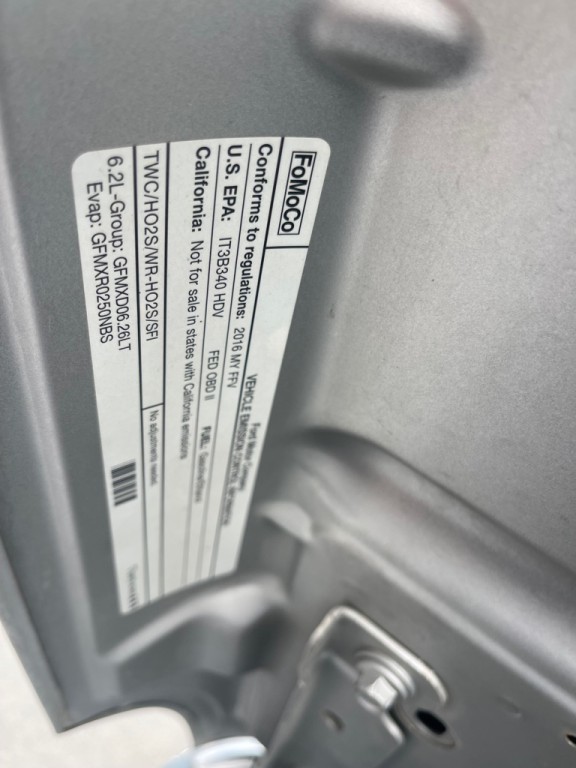 FoMoCo
Ford Motor Company
VEHICLE EMISSION CONTROL INFORMATION
Conforms to regulations: 2016 MY FFV
U.S. EPA: IT3B340 HDV FED OBD II FUEL: Gasoline/Ethanol
California: Not for sale in states with California emissions
TWC/HO2S/WR-HO2S/SFI No adjustments needed.
6.2L-Group: GFMXD06.26LT
Evap: GFMXR0250NBS